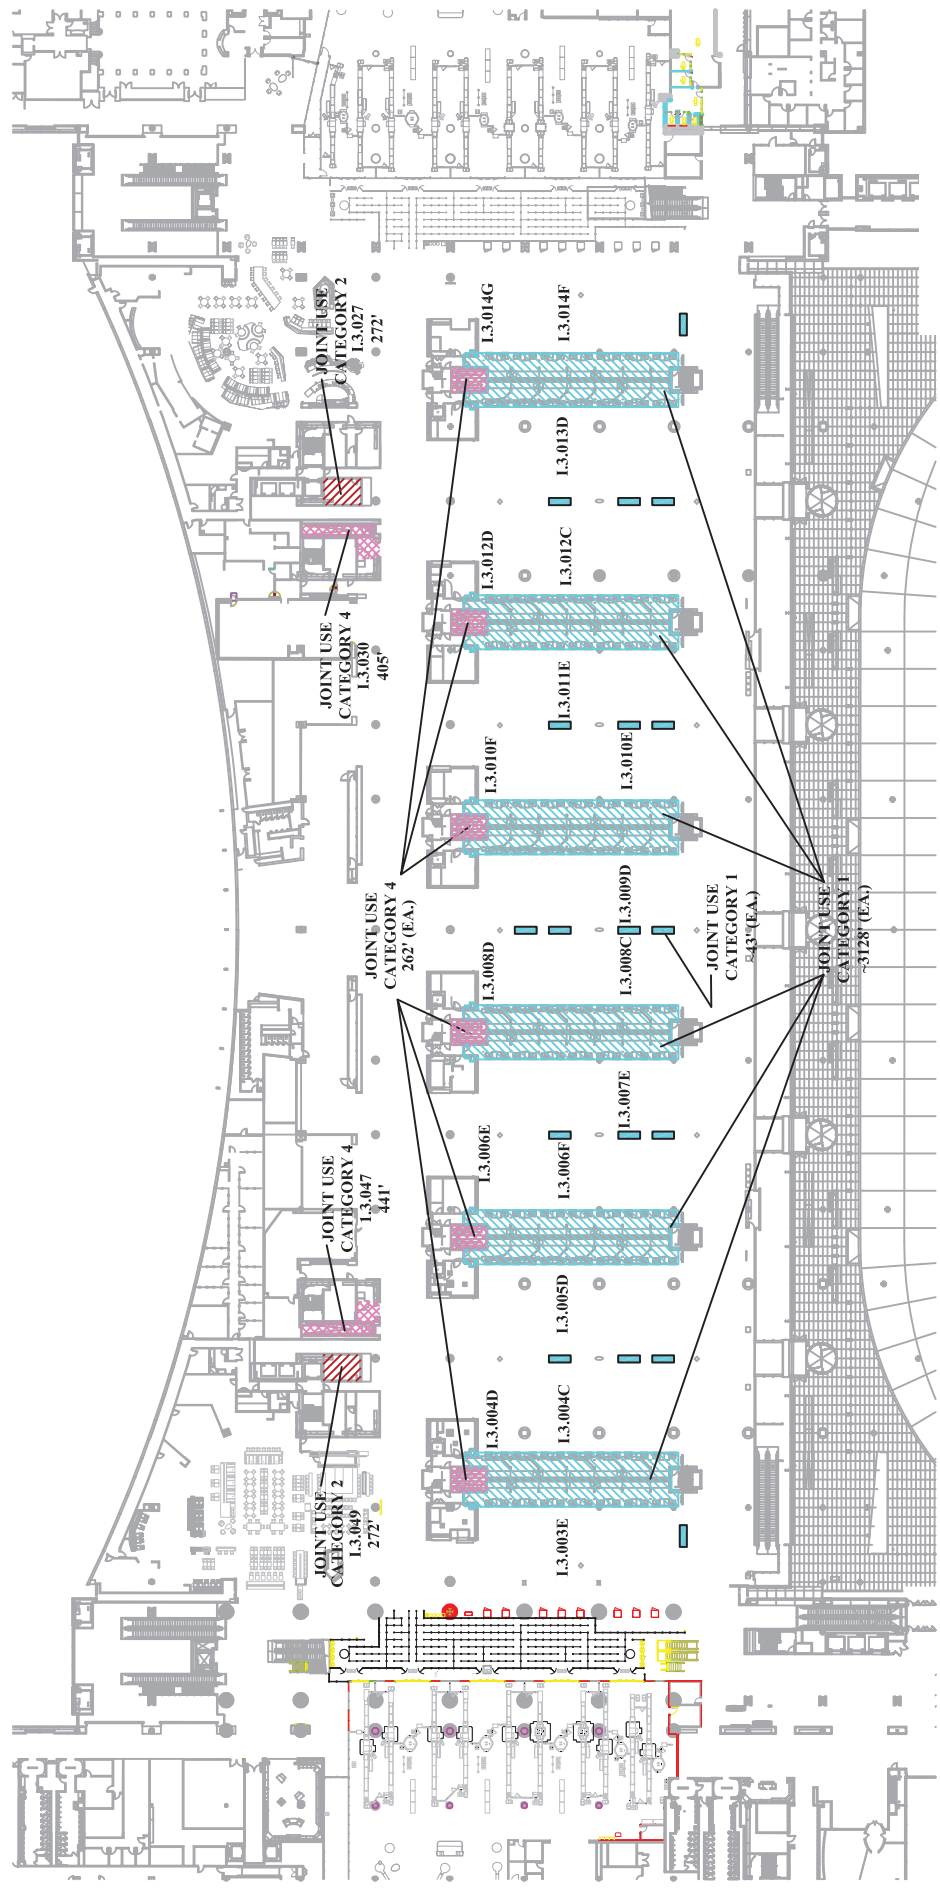 JOINT USE
CATEGORY 2
I.3.027
272'
I.3.014G
I.3.014F
I.3.013D
JOINT USE
CATEGORY 4
I.3.030
405'
I.3.012D
I.3.012C
I.3.011E
I.3.010F
I.3.010E
JOINT USE
CATEGORY 4
262' (EA.)
I.3.009D
JOINT USE
CATEGORY 1
~43' (EA.)
JOINT USE
CATEGORY 1
~3128' (EA.)
I.3.008D
I.3.008C
I.3.007E
I.3.006E
I.3.006F
JOINT USE
CATEGORY 4
I.3.047
441'
I.3.005D
I.3.004D
I.3.004C
JOINT USE
CATEGORY 2
I.3.049
272'
I.3.003E